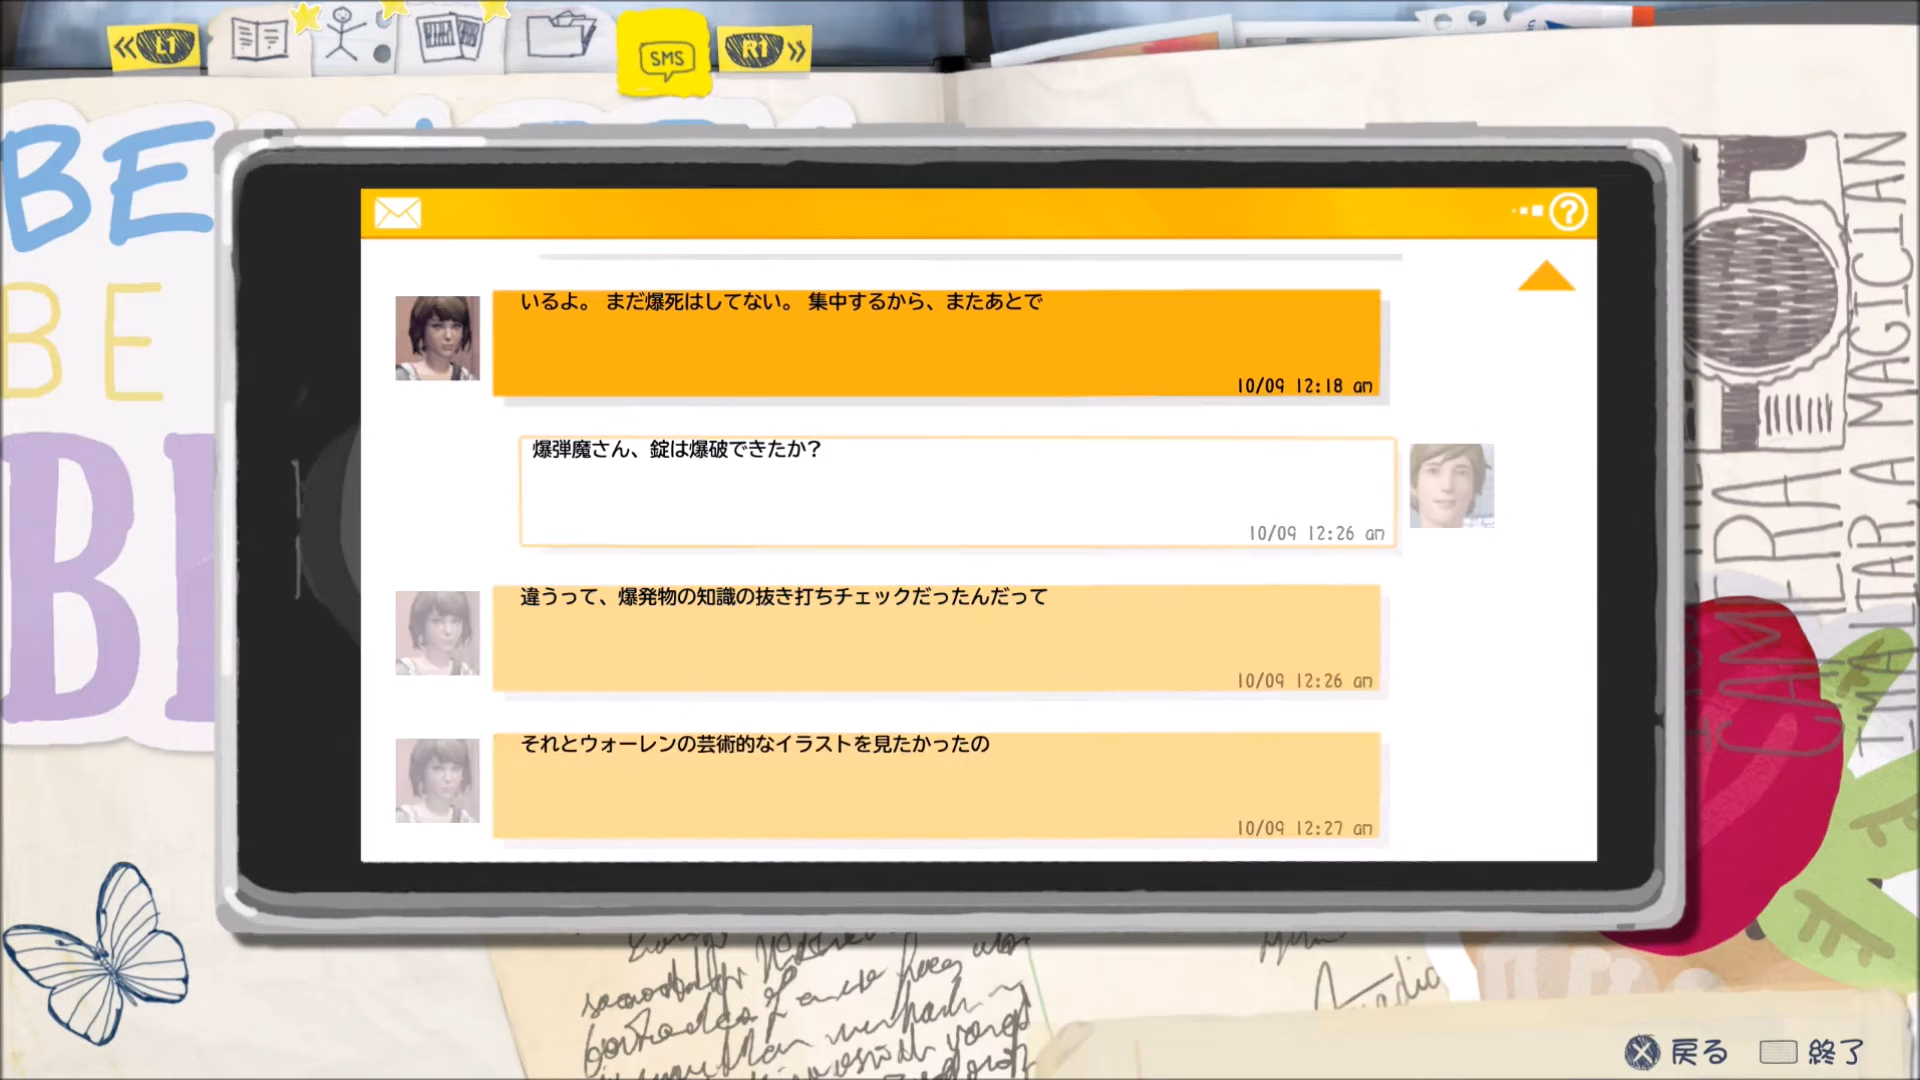 L1
SMS
R1
BE
BE
いるよ。 まだ爆死はしてない。 集中するから、またあとで
10/09 12:18 am
爆弾魔さん、錠は爆破できたか?
10/09 12:26 am
違うって、爆発物の知識の抜き打ちチェックだったんだって
10/09 12:26 am
それとウォーレンの芸術的なイラストを見たかったの
10/09 12:27 am
CAMERA
MAGICIAN
戻る
終了